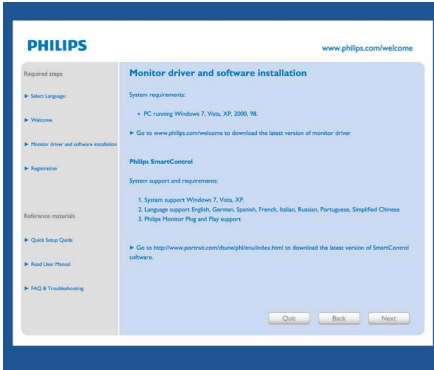 PHILIPS
www.philips.com/welcome
Required steps
► Select Language:
► Welcome
► Monitor driver and software installation
► Registration
Reference materials
► Quick Setup Quide
► Read User Manual
► FAQ & Troubleshooting
Monitor driver and software installation
System requirements:
• PC running Windows 7, Vista, XP, 2000, 98.
► Go to www.philips.com/welcome to download the latest version of monitor driver
Philips SmartControl
System support and requirements:
1. System support Windows 7, Vista, XP.
2. Language support English, German, Spanish, French, Italian, Russian, Portuguese, Simplified Chinese
3. Philips Monitor Plug and Play support
► Go to http://www.portrait.com/dtune/phl/enu/index.html to download the latest version of SmartControl
software.
Quit
Back
Next